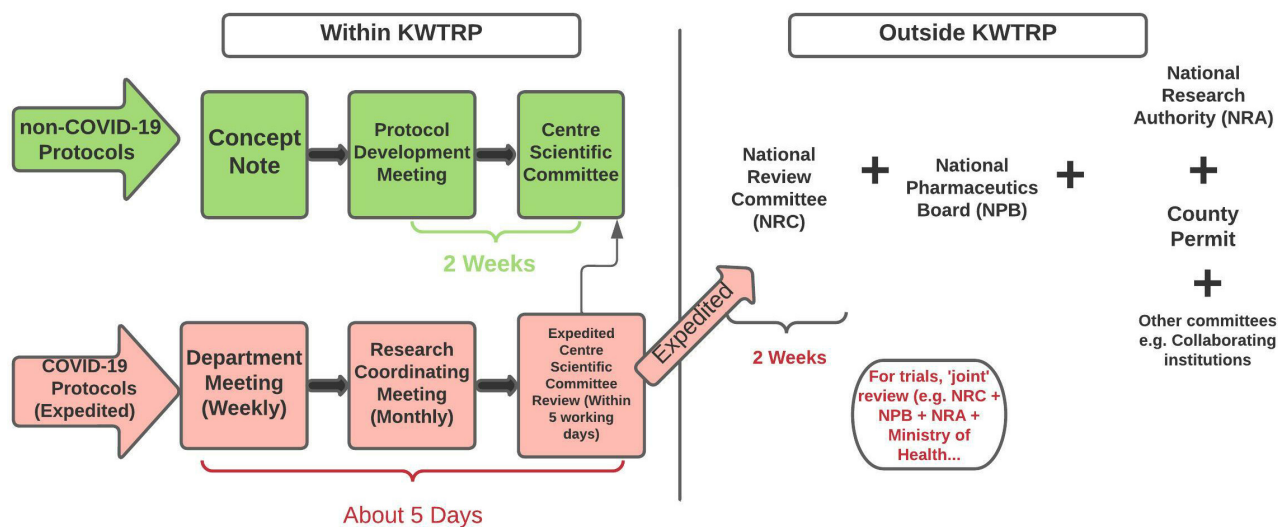 Within KWTRP
Outside KWTRP
non-COVID-19
Protocols
Concept
Note
Protocol
Development
Meeting
Centre
Scientific
Committee
2 Weeks
National
Review
Committee
(NRC)
+
National
Pharmaceutics
Board (NPB)
+
National
Research
Authority (NRA)
+
County
Permit
+
Other committees
e.g. Collaborating
institutions
COVID-19
Protocols
(Expedited)
Department
Meeting
(Weekly)
Research
Coordinating
Meeting
(Monthly)
Expedited
Centre
Scientific
Committee
Review (Within
5 working
days)
Expedited
2 Weeks
For trials, 'joint'
review (e.g. NRC +
NPB + NRA +
Ministry of
Health...
About 5 Days